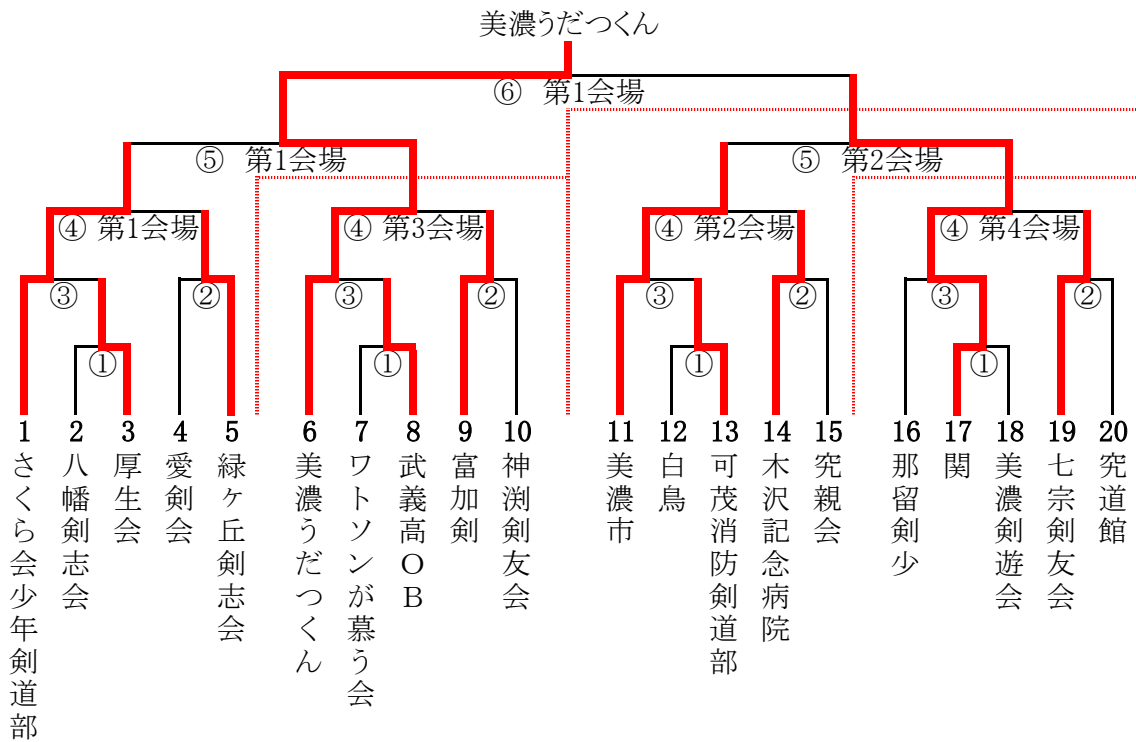 美濃うだつくん
⑥ 第1会場
⑤ 第1会場
⑤ 第2会場
④ 第1会場
④ 第3会場
④ 第2会場
④ 第4会場
③
②
③
②
③
②
③
②
①
①
①
①
1
2
3
4
5
6
7
8
9
10
11
12
13
14
15
16
17
18
19
20
さくら会少年剣道部
八幡剣志会
厚生会
愛剣会
緑ヶ丘剣志会
美濃うだつくん
ワトソンが慕う会
武義高OB
富加剣
神渕剣友会
美濃市
白鳥
可茂消防剣道部
木沢記念病院
究親会
那留剣少
関
美濃剣遊会
七宗剣友会
究道館